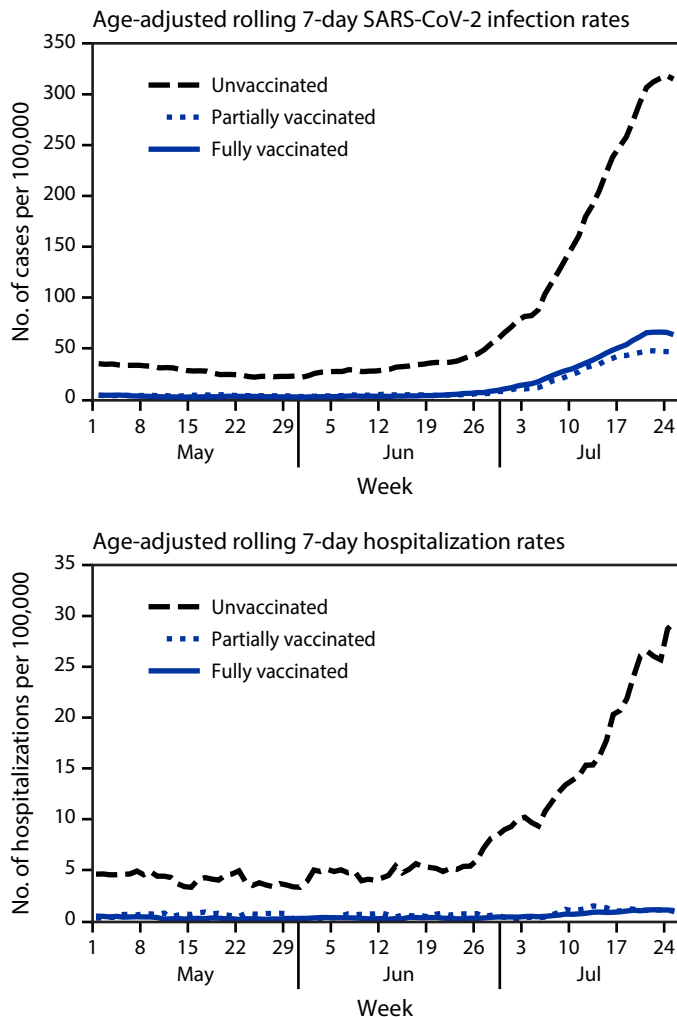 Age-adjusted rolling 7-day SARS-CoV-2 infection rates
350
300
250
200
150
100
50
0
No. of cases per 100,000
Unvaccinated
Partially vaccinated
Fully vaccinated
1 8 15 22 29 5 12 19 26 3 10 17 24
May Jun Jul
Week
Age-adjusted rolling 7-day hospitalization rates
35
30
25
20
15
10
5
0
No. of hospitalizations per 100,000
Unvaccinated
Partially vaccinated
Fully vaccinated
1 8 15 22 29 5 12 19 26 3 10 17 24
May Jun Jul
Week